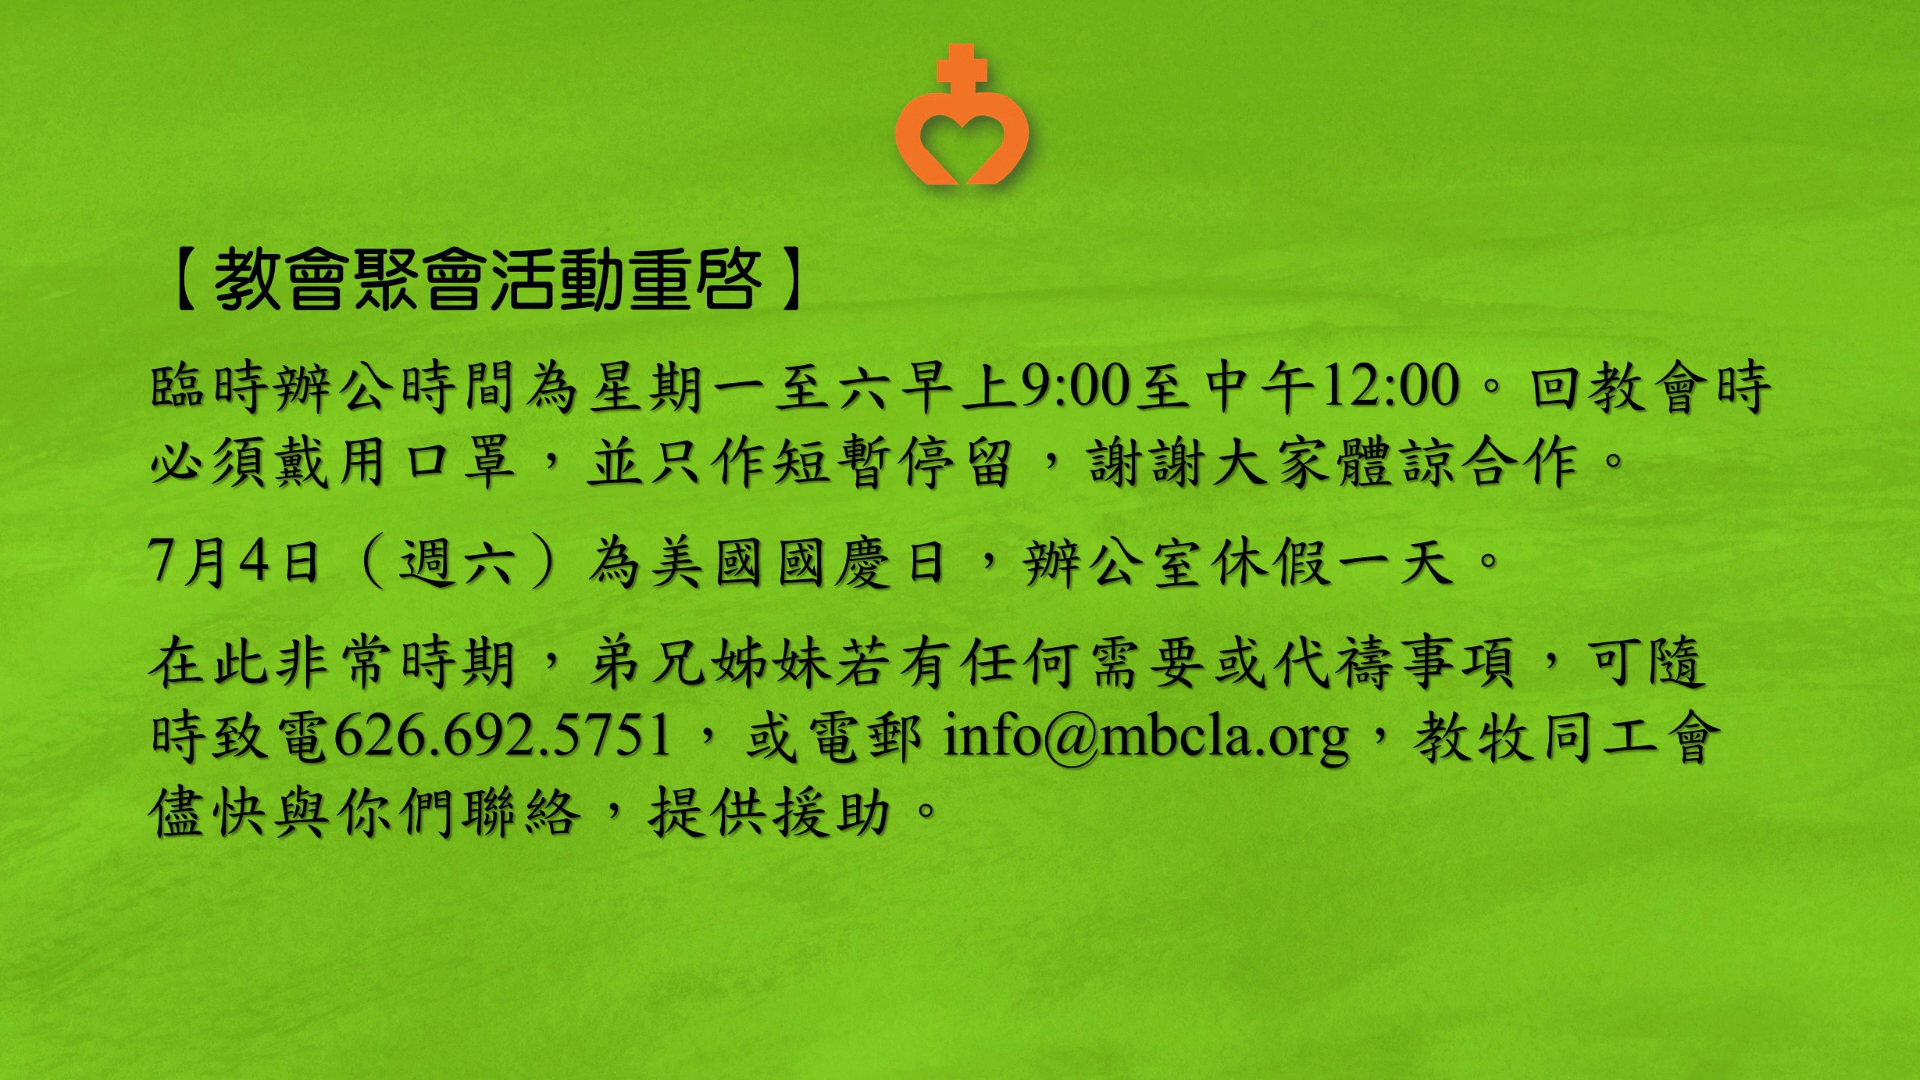 【教會聚會活動重啓】
臨時辦公時間為星期一至六早上9:00至中午12:00。回教會時
必須戴用口罩，並只作短暫停留，謝謝大家體諒合作。
7月4日（週六）為美國國慶日，辦公室休假一天。
在此非常時期，弟兄姊妹若有任何需要或代禱事項，可隨
時致電626.692.5751，或電郵 info@mbcla.org，教牧同工會
儘快與你們聯絡，提供援助。